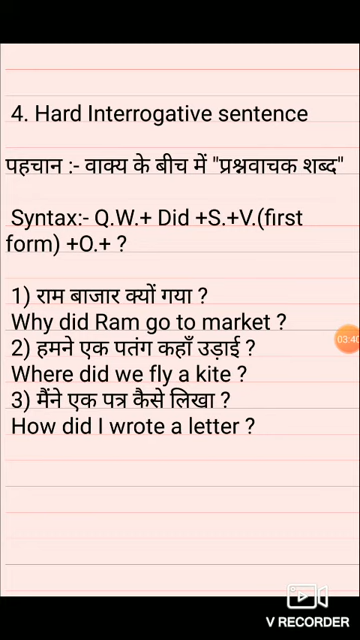 4. Hard Interrogative sentence
पहचान :- वाक्य के बीच में "प्रश्नवाचक शब्द"
Syntax:- Q.W.+ Did +S.+V.(first
form) +O.+ ?
1) राम बाजार क्यों गया ?
Why did Ram go to market ?
2) हमने एक पतंग कहाँ उड़ाई ?
Where did we fly a kite ?
3) मैंने एक पत्र कैसे लिखा ?
How did I wrote a letter ?
03:40
V RECORDER